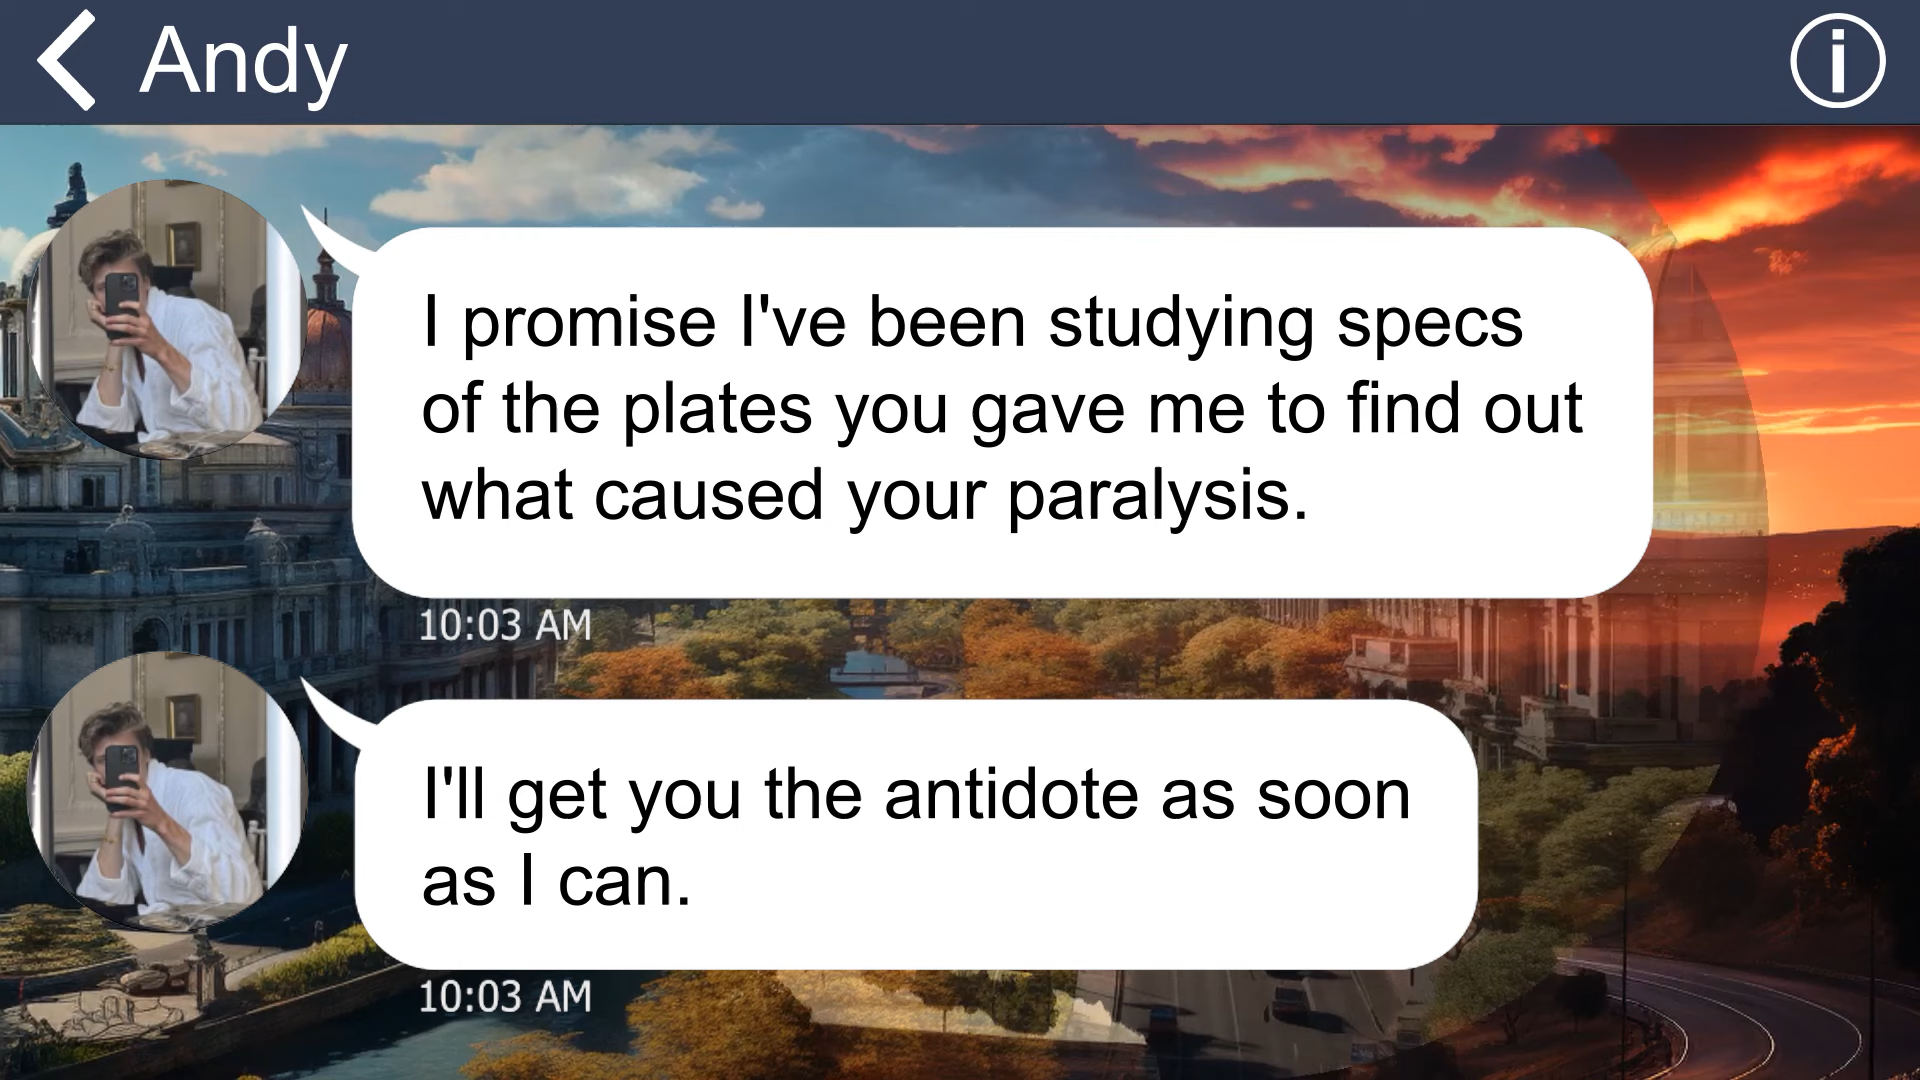 Andy
I promise I've been studying specs
of the plates you gave me to find out
what caused your paralysis.
10:03 AM
I'll get you the antidote as soon
as I can.
10:03 AM